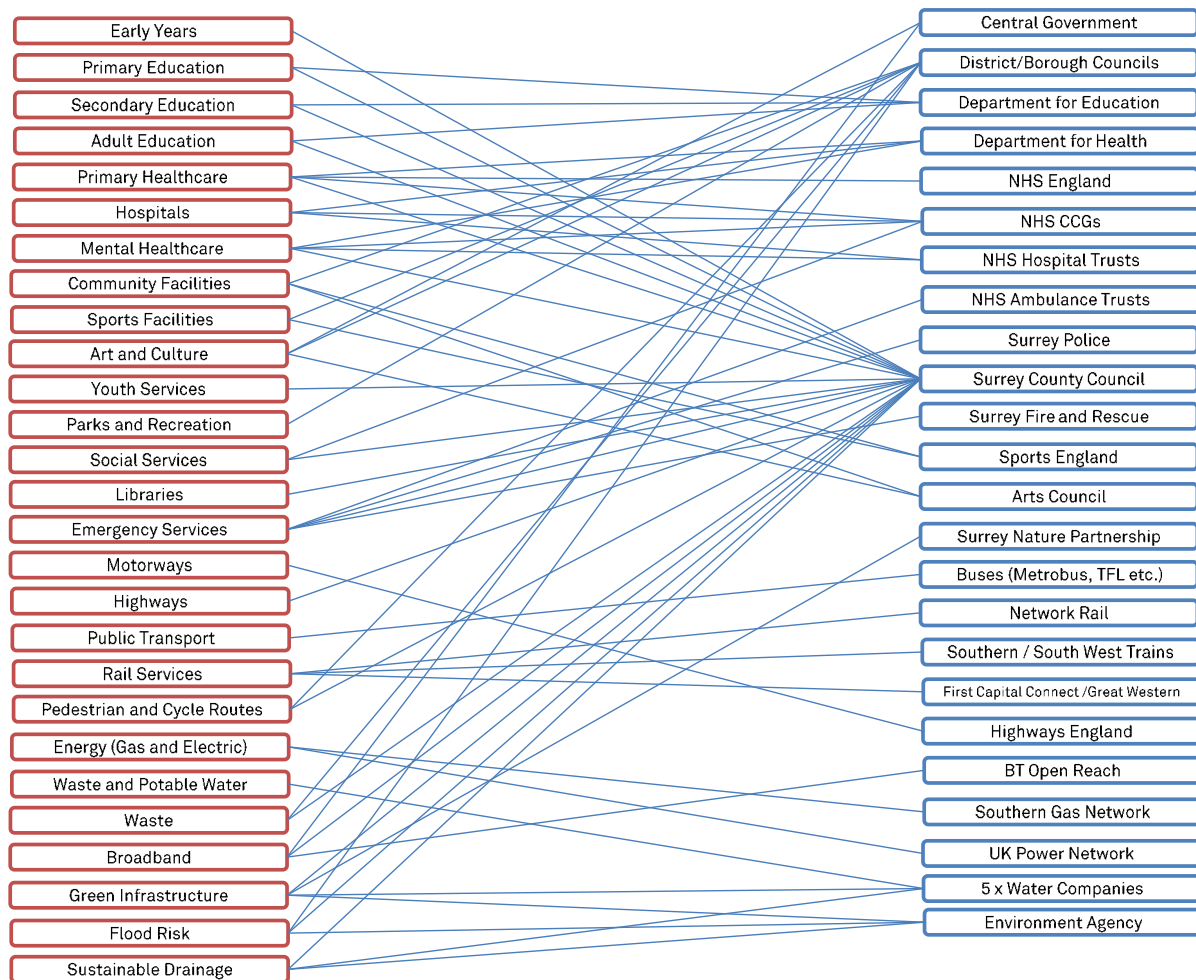 Early Years
Primary Education
Secondary Education
Adult Education
Primary Healthcare
Hospitals
Mental Healthcare
Community Facilities
Sports Facilities
Art and Culture
Youth Services
Parks and Recreation
Social Services
Libraries
Emergency Services
Motorways
Highways
Public Transport
Rail Services
Pedestrian and Cycle Routes
Energy (Gas and Electric)
Waste and Potable Water
Waste
Broadband
Green Infrastructure
Flood Risk
Sustainable Drainage
Central Government
District/Borough Councils
Department for Education
Department for Health
NHS England
NHS CCGs
NHS Hospital Trusts
NHS Ambulance Trusts
Surrey Police
Surrey County Council
Surrey Fire and Rescue
Sports England
Arts Council
Surrey Nature Partnership
Buses (Metrobus, TFL etc.)
Network Rail
Southern / South West Trains
First Capital Connect /Great Western
Highways England
BT Open Reach
Southern Gas Network
UK Power Network
5 x Water Companies
Environment Agency